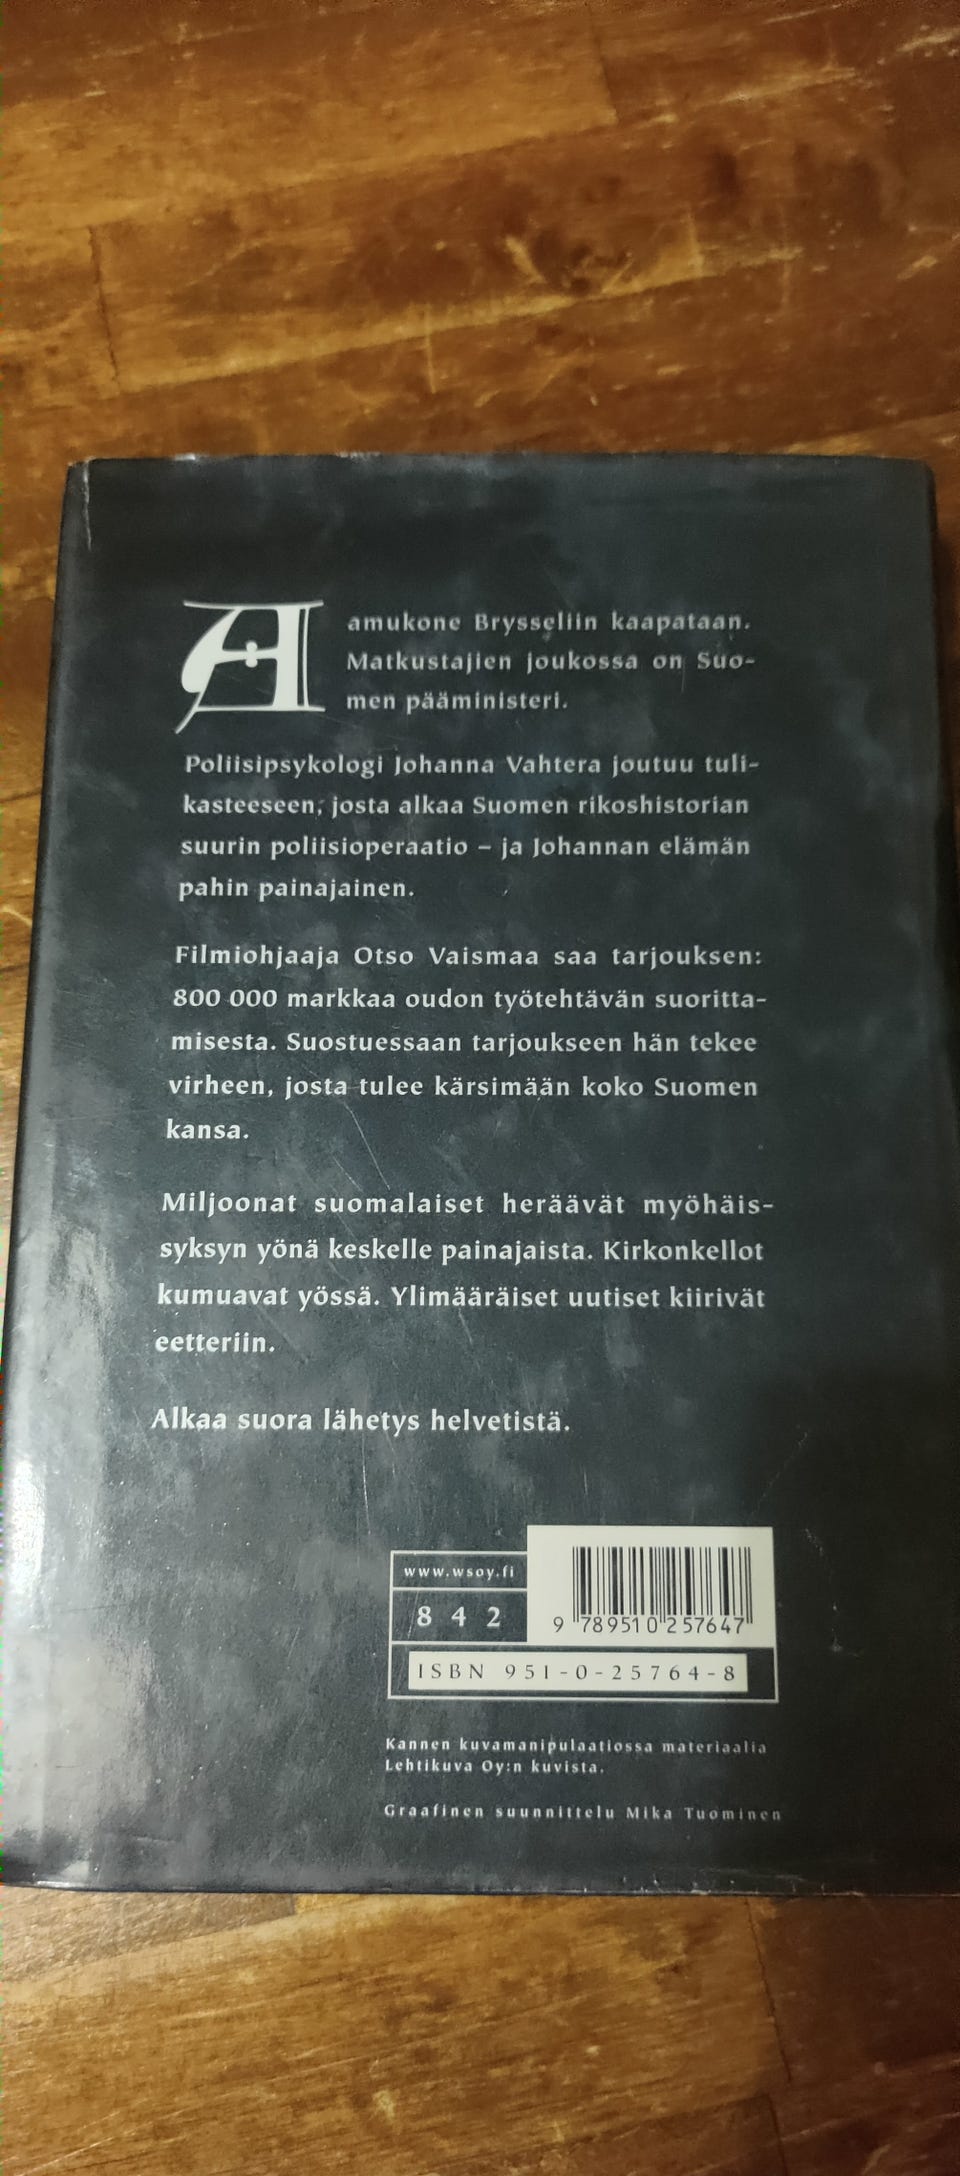 Aamukone Brysseliin kaapataan.
Matkustajien joukossa on Suo-
men pääministeri.
Poliisipsykologi Johanna Vahtera joutuu tuli-
kasteeseen, josta alkaa Suomen rikoshistorian
suurin poliisioperaatio – ja Johannan elämän
pahin painajainen.
Filmiohjaaja Otso Vaismaa saa tarjouksen:
800 000 markkaa oudon työtehtävän suoritta-
misesta. Suostuessaan tarjoukseen hän tekee
virheen, josta tulee kärsimään koko Suomen
kansa.
Miljoonat suomalaiset heräävät myöhäis-
syksyn yönä keskelle painajaista. Kirkonkellot
kumuavat yössä. Ylimääräiset uutiset kiirivät
eetteriin.
Alkaa suora lähetys helvetistä.
www.wsoy.fi
842
9 789510 257647
ISBN 951-0-25764-8
Kannen kuvamanipulaatiossa materiaalia
Lehtikuva Oy:n kuvista.
Graafinen suunnittelu Mika Tuominen